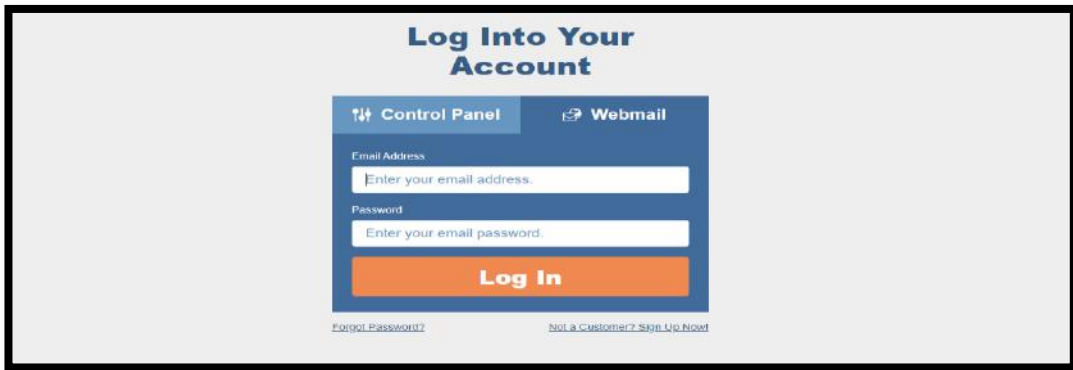 Log Into Your
Account
Control Panel
Webmail
Email Address
Enter your email address.
Password
Enter your email password.
Log In
Forgot Password?
Not a Customer? Sign Up Now!